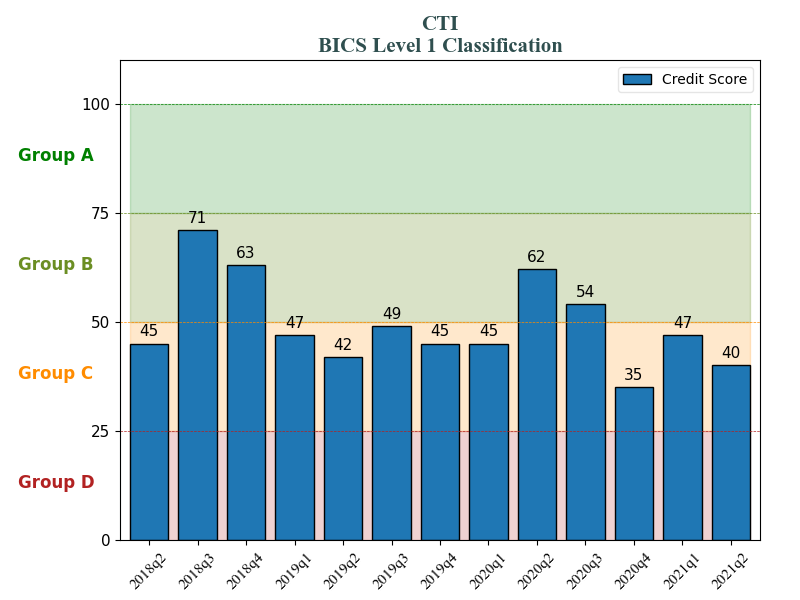 CTI
BICS Level 1 Classification
Credit Score
100
Group A
75
71
63
Group B
62
54
50
45
47
42
49
45
45
47
40
35
Group C
25
Group D
0
2018q2
2018q3
2018q4
2019q1
2019q2
2019q3
2019q4
2020q1
2020q2
2020q3
2020q4
2021q1
2021q2